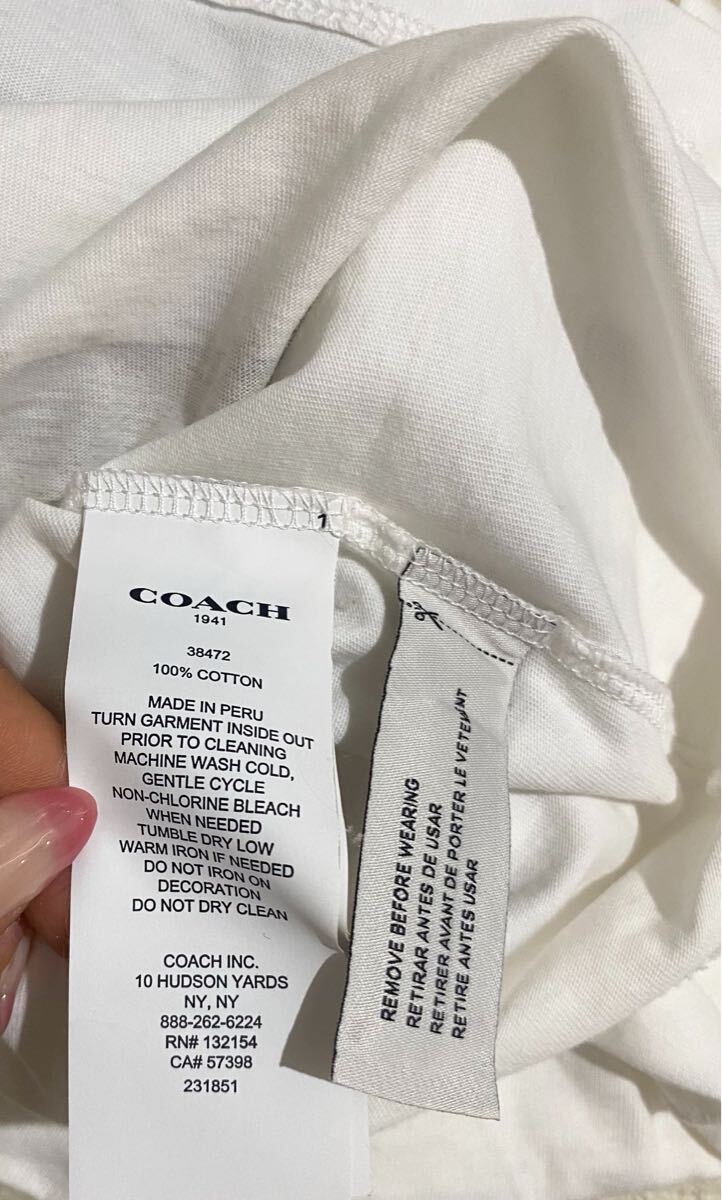 1
COACH
1941
38472
100% COTTON
MADE IN PERU
TURN GARMENT INSIDE OUT
PRIOR TO CLEANING
MACHINE WASH COLD,
GENTLE CYCLE
NON-CHLORINE BLEACH
WHEN NEEDED
TUMBLE DRY LOW
WARM IRON IF NEEDED
DO NOT IRON ON
DECORATION
DO NOT DRY CLEAN
COACH INC.
10 HUDSON YARDS
NY, NY
888-262-6224
RN# 132154
CA# 57398
231851
REMOVE BEFORE WEARING
RETIRAR ANTES DE USAR
RETIRER AVANT DE PORTER LE VETEMENT
RETIRE ANTES USAR